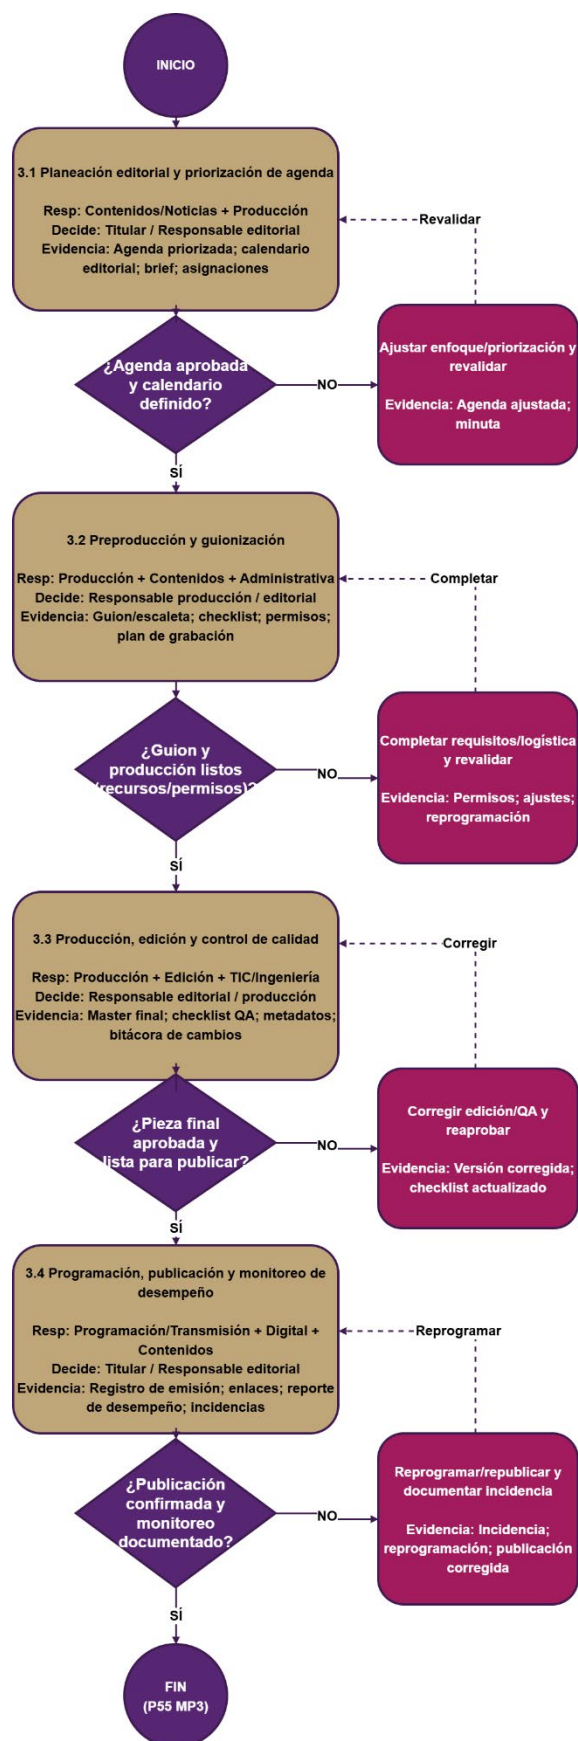 INICIO
3.1 Planeación editorial y priorización de agenda
Resp: Contenidos/Noticias + Producción
Decide: Titular / Responsable editorial
Evidencia: Agenda priorizada; calendario
editorial; brief; asignaciones
Revalidar
¿Agenda aprobada
y calendario
definido?
NO
Ajustar enfoque/priorización y
revalidar
Evidencia: Agenda ajustada;
minuta
SÍ
3.2 Preproducción y guionización
Resp: Producción + Contenidos + Administrativa
Decide: Responsable producción / editorial
Evidencia: Guion/escaleta; checklist; permisos;
plan de grabación
Completar
¿Guion y
producción listos
(recursos/permisos)?
NO
Completar requisitos/logística
y revalidar
Evidencia: Permisos; ajustes;
reprogramación
SÍ
3.3 Producción, edición y control de calidad
Resp: Producción + Edición + TIC/Ingeniería
Decide: Responsable editorial / producción
Evidencia: Master final; checklist QA; metadatos;
bitácora de cambios
Corregir
¿Pieza final
aprobada y
lista para publicar?
NO
Corregir edición/QA y
reaprobar
Evidencia: Versión corregida;
checklist actualizado
SÍ
3.4 Programación, publicación y monitoreo de
desempeño
Resp: Programación/Transmisión + Digital +
Contenidos
Decide: Titular / Responsable editorial
Evidencia: Registro de emisión; enlaces; reporte
de desempeño; incidencias
Reprogramar
¿Publicación
confirmada y
monitoreo
documentado?
NO
Reprogramar/republicar y
documentar incidencia
Evidencia: Incidencia;
reprogramación; publicación
corregida
SÍ
FIN
(P55 MP3)